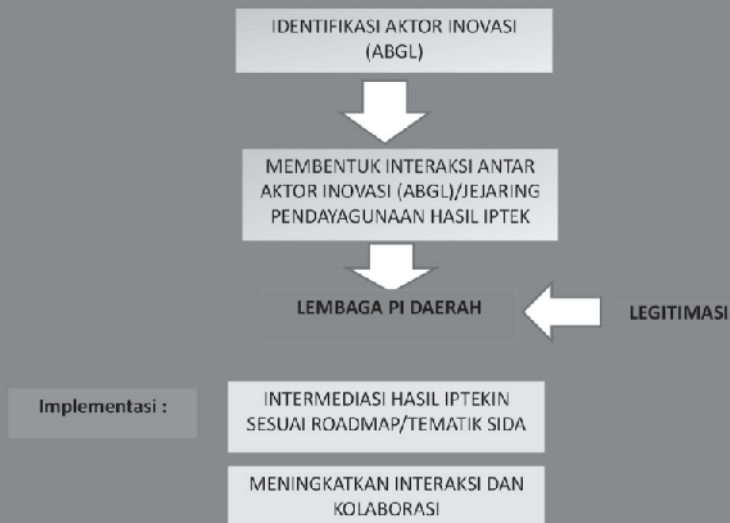 IDENTIFIKASI AKTOR INOVASI
(ABGL)
MEMBENTUK INTERAKSI ANTAR
AKTOR INOVASI (ABGL)/JEJARING
PENDAYAGUNAAN HASIL IPTEK
LEMBAGA PI DAERAH
LEGITIMASI
Implementasi :
INTERMEDIASI HASIL IPTEKIN
SESUAI ROADMAP/TEMATIK SIDA
MENINGKATKAN INTERAKSI DAN
KOLABORASI